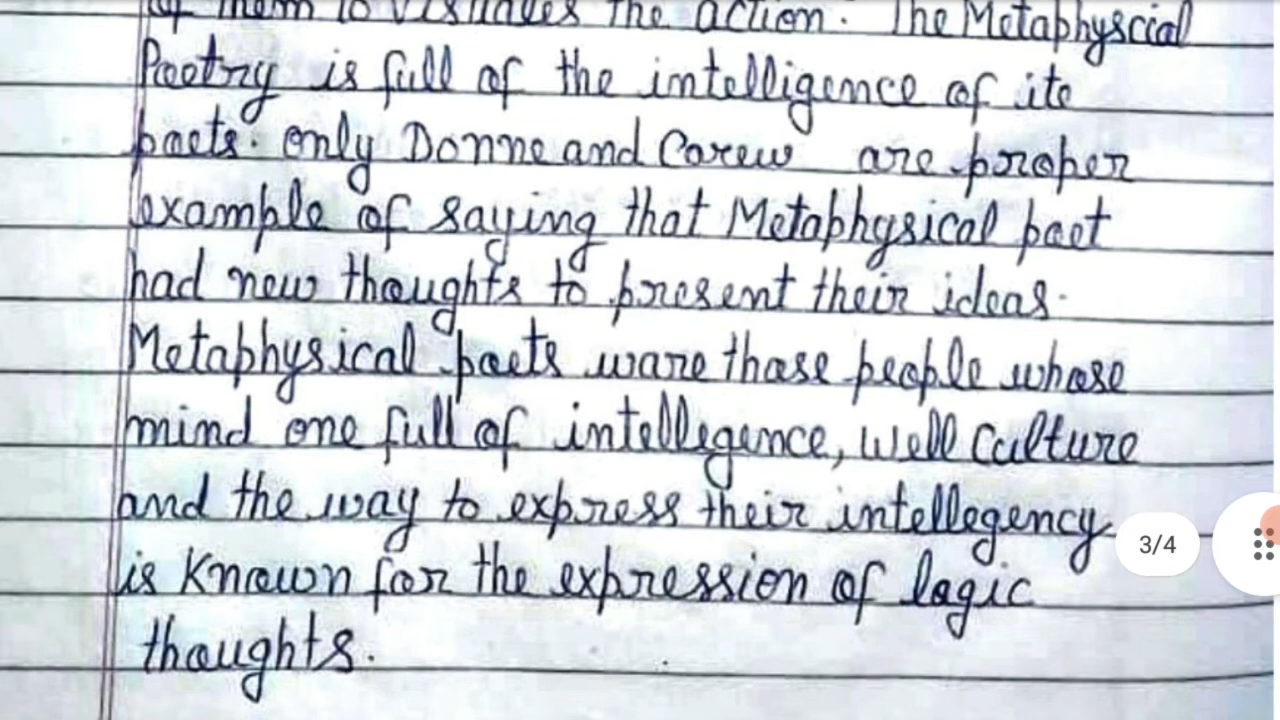 of them to visuales the action. The Metaphyscial
Poetry is full of the intelligence of its
poets. only Donne and Carew are proper
example of saying that Metaphysical poet
had new thoughts to present their ideas.
Metaphysical poets ware those people whose
mind one full of intellegence, well culture
and the way to express their intellegency
3/4
is known for the expression of logic
thoughts.